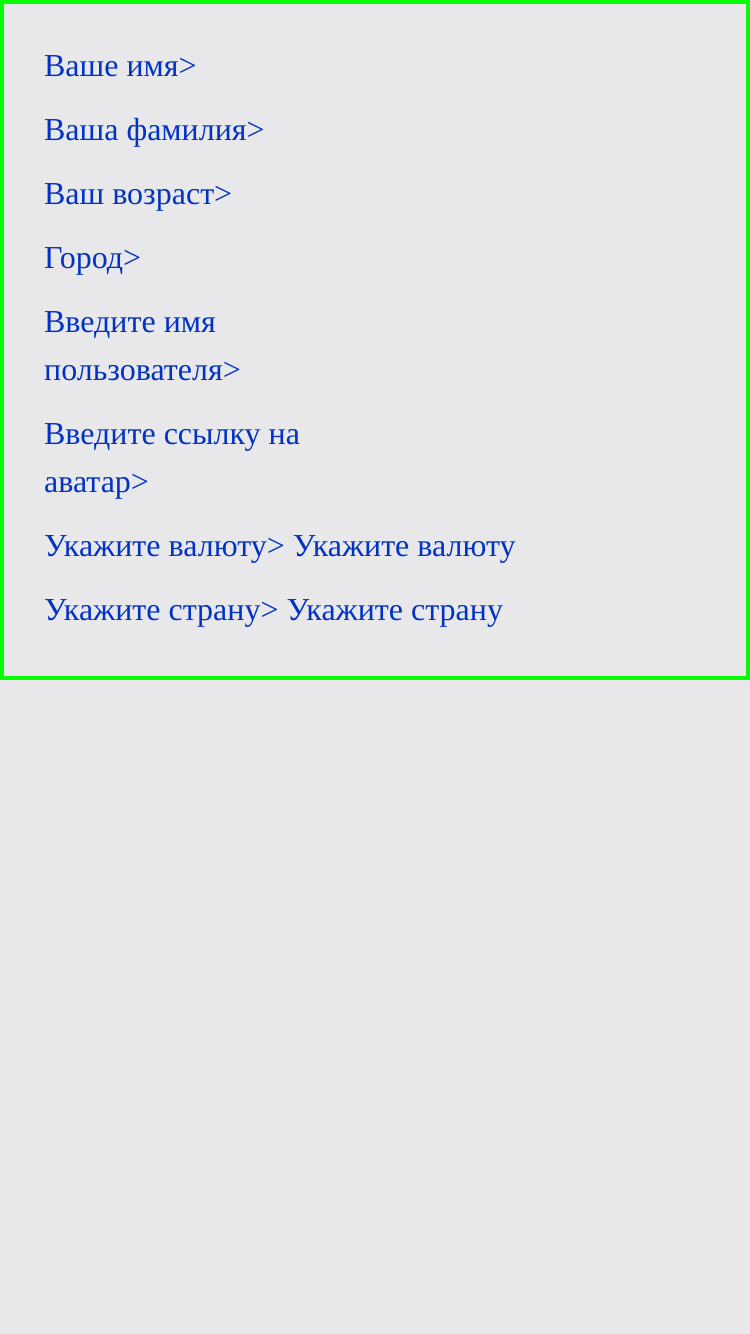 Ваше имя>
Ваша фамилия>
Ваш возраст>
Город>
Введите имя
пользователя>
Введите ссылку на
аватар>
Укажите валюту> Укажите валюту
Укажите страну> Укажите страну